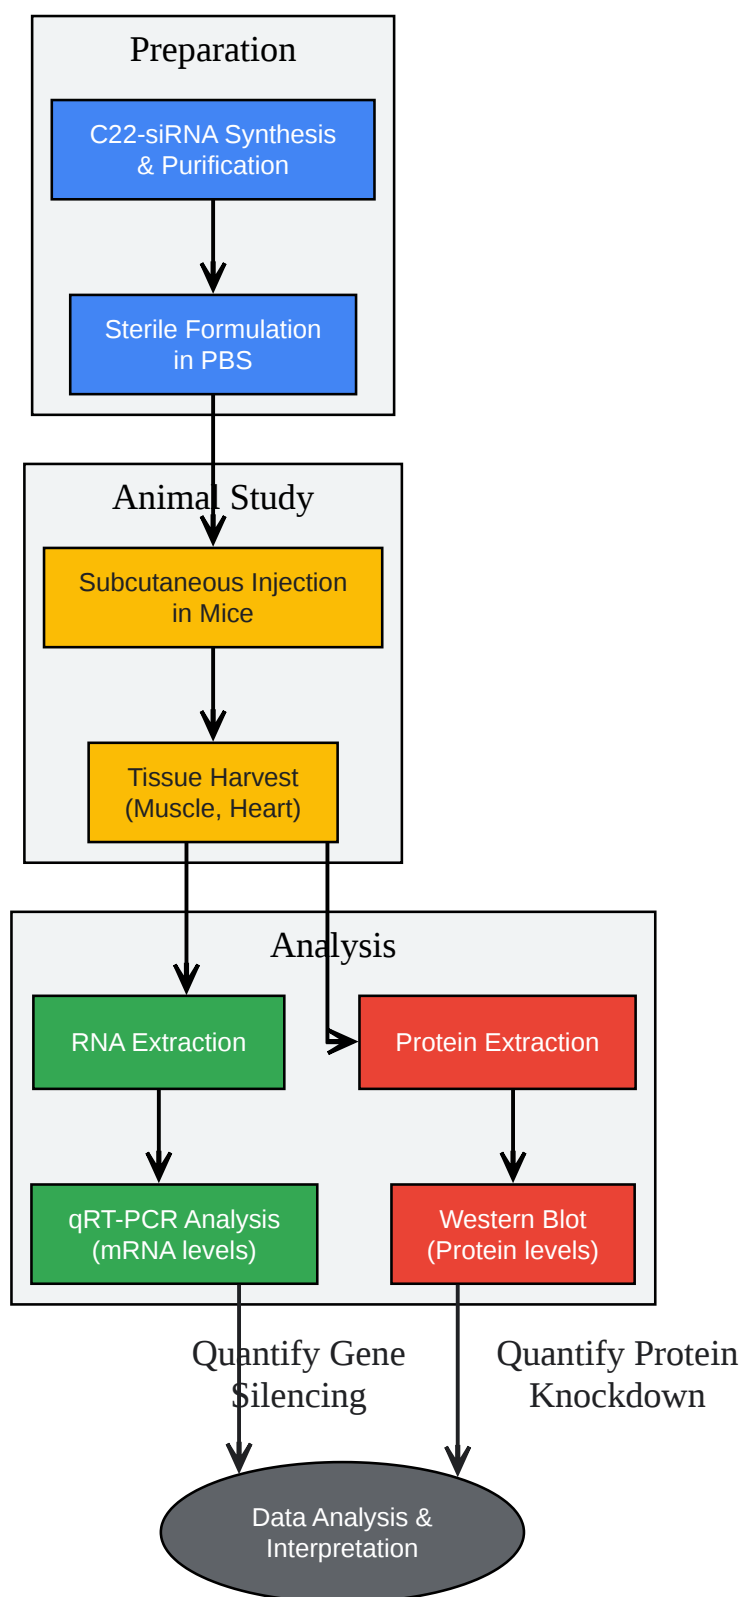 Preparation
C22-siRNA Synthesis
& Purification
Sterile Formulation
in PBS
Animal Study
Subcutaneous Injection
in Mice
Tissue Harvest
(Muscle, Heart)
Analysis
RNA Extraction
Protein Extraction
qRT-PCR Analysis
(mRNA levels)
Western Blot
(Protein levels)
Quantify Gene
Silencing
Quantify Protein
Knockdown
Data Analysis &
Interpretation